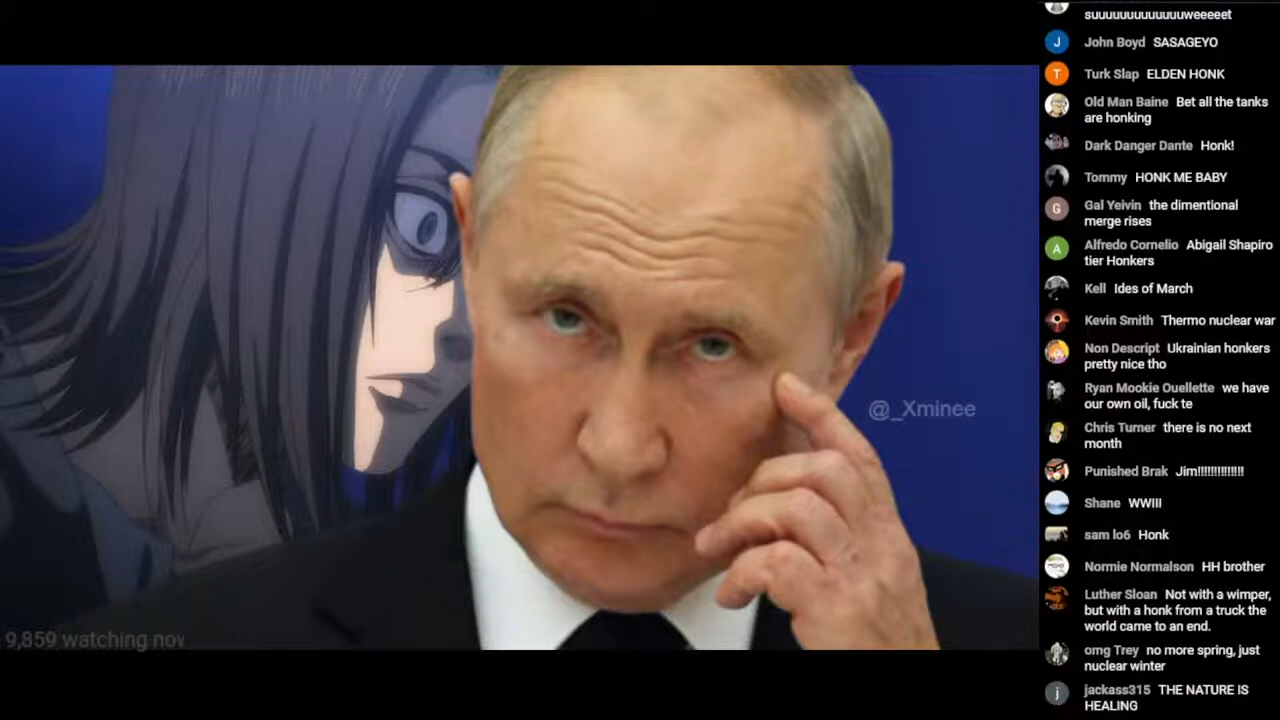 suuuuuuuuuuuuuweeeeet
John Boyd SASAGEYO
Turk Slap ELDEN HONK
Old Man Baine Bet all the tanks
are honking
Dark Danger Dante Honk!
Tommy HONK ME BABY
Gal Yeivin the dimentional
merge rises
Alfredo Cornelio Abigail Shapiro
tier Honkers
Kell Ides of March
Kevin Smith Thermo nuclear war
Non Descript Ukrainian honkers
pretty nice tho
Ryan Mookie Ouellette we have
our own oil, fuck te
Chris Turner there is no next
month
Punished Brak Jim!!!!!!!!!!!!!!!
Shane WWIII
sam lo6 Honk
Normie Normalson HH brother
Luther Sloan Not with a wimper,
but with a honk from a truck the
world came to an end.
omg Trey no more spring, just
nuclear winter
jackass315 THE NATURE IS
HEALING
@_Xminee
9,859 watching nov
J
T
G
A
j